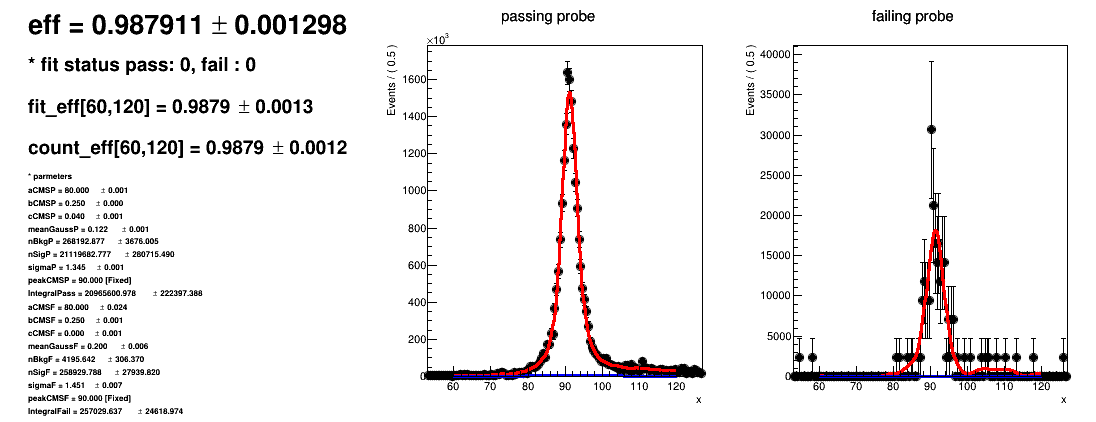 eff = 0.987911 ± 0.001298
* fit status pass: 0, fail : 0
fit_eff[60,120] = 0.9879 ± 0.0013
count_eff[60,120] = 0.9879 ± 0.0012
* parmeters
aCMSP = 80.000 ± 0.001
bCMSP = 0.250 ± 0.000
cCMSP = 0.040 ± 0.001
meanGaussP = 0.122 ± 0.001
nBkgP = 268192.877 ± 3676.005
nSigP = 21119682.777 ± 280715.490
sigmaP = 1.345 ± 0.001
peakCMSP = 90.000 [Fixed]
IntegralPass = 20965600.978 ± 222397.388
aCMSF = 80.000 ± 0.024
bCMSF = 0.250 ± 0.001
cCMSF = 0.000 ± 0.001
meanGaussF = 0.200 ± 0.006
nBkgF = 4195.642 ± 306.370
nSigF = 258929.788 ± 27939.820
sigmaF = 1.451 ± 0.007
peakCMSF = 90.000 [Fixed]
IntegralFail = 257029.637 ± 24618.974
passing probe
×10³
Events / ( 0.5 )
1600
1400
1200
1000
800
600
400
200
0
60 70 80 90 100 110 120
x
failing probe
Events / ( 0.5 )
40000
35000
30000
25000
20000
15000
10000
5000
0
60 70 80 90 100 110 120
x